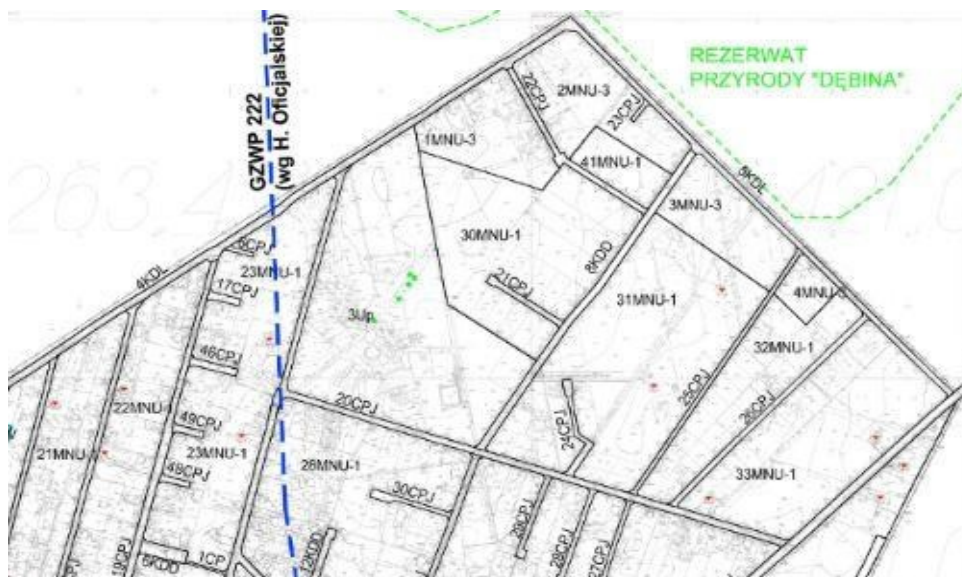 REZERWAT
PRZYRODY "DĘBINA"
GZWP 222
(wg H. Oficjalskiej)
22CPJ
2MNU-3
23CPJ
1MNU-3
41MNU-1
5KDL
3MNU-3
30MNU-1
8KDD
6CPJ
4KDL
23MNU-1
17CPJ
21CPJ
31MNU-1
4MNU-3
3Up
32MNU-1
46CPJ
20CPJ
25CPJ
26CPJ
22MNU-1
49CPJ
24CPJ
21MNU-1
23MNU-1
48CPJ
26MNU-1
33MNU-1
30CPJ
29CPJ
28CPJ
27CPJ
19CPJ
6KDD
1CP
12KDD